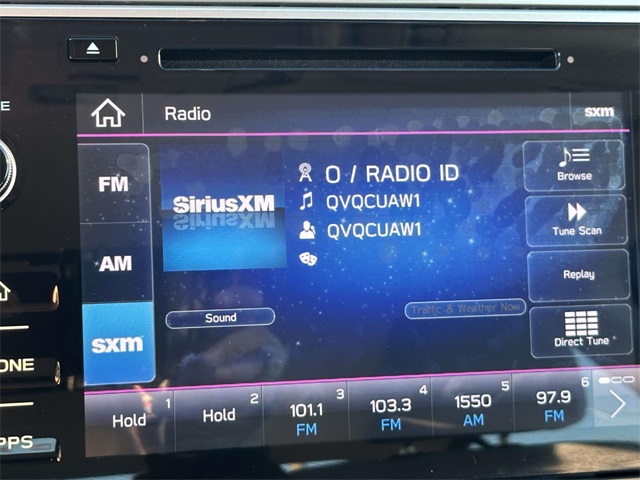 E
Radio
sxm
FM
SiriusXM
0 / RADIO ID
QVQCUAW1
QVQCUAW1
Browse
Tune Scan
AM
Replay
sxm
Sound
Traffic & Weather Now
Direct Tune
ONE
PPS
Hold 1
Hold 2
101.1 FM 3
103.3 FM 4
1550 AM 5
97.9 FM 6